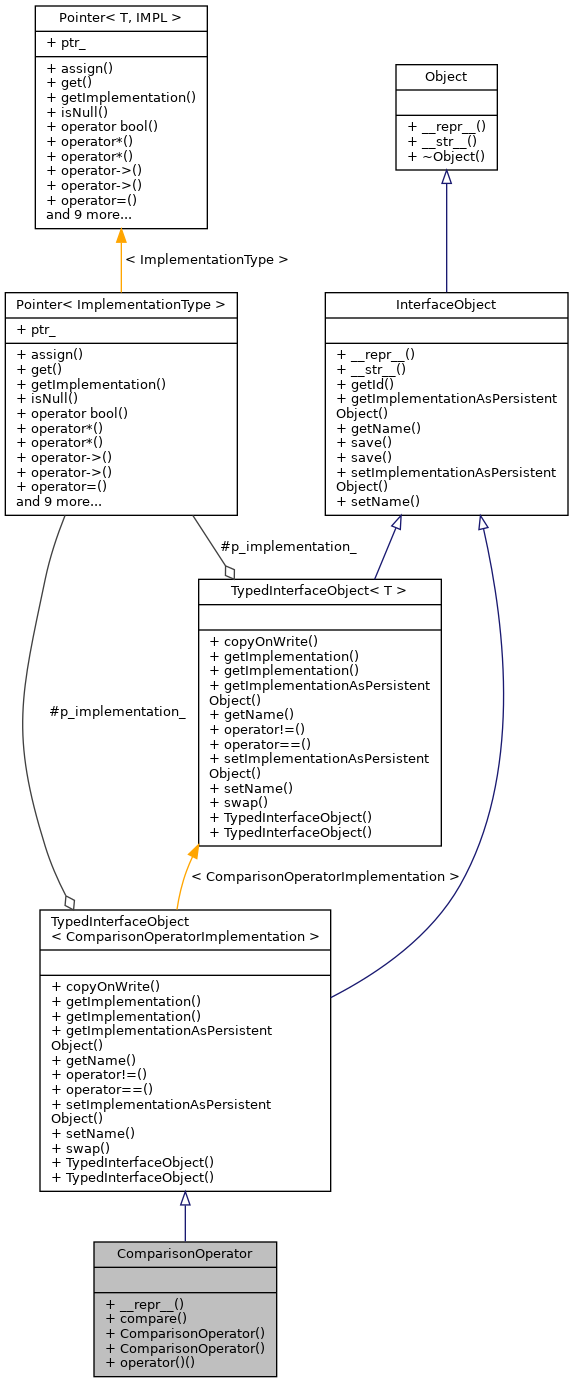 Pointer< T, IMPL >
+ ptr_
+ assign()
+ get()
+ getImplementation()
+ isNull()
+ operator bool()
+ operator*()
+ operator*()
+ operator->()
+ operator->()
+ operator=()
and 9 more...
Object
+ __repr__()
+ __str__()
+ ~Object()
< ImplementationType >
Pointer< ImplementationType >
+ ptr_
+ assign()
+ get()
+ getImplementation()
+ isNull()
+ operator bool()
+ operator*()
+ operator*()
+ operator->()
+ operator->()
+ operator=()
and 9 more...
InterfaceObject
+ __repr__()
+ __str__()
+ getId()
+ getImplementationAsPersistent
Object()
+ getName()
+ save()
+ save()
+ setImplementationAsPersistent
Object()
+ setName()
#p_implementation_
TypedInterfaceObject< T >
+ copyOnWrite()
+ getImplementation()
+ getImplementation()
+ getImplementationAsPersistent
Object()
+ getName()
+ operator!=()
+ operator==()
+ setImplementationAsPersistent
Object()
+ setName()
+ swap()
+ TypedInterfaceObject()
+ TypedInterfaceObject()
#p_implementation_
< ComparisonOperatorImplementation >
TypedInterfaceObject
< ComparisonOperatorImplementation >
+ copyOnWrite()
+ getImplementation()
+ getImplementation()
+ getImplementationAsPersistent
Object()
+ getName()
+ operator!=()
+ operator==()
+ setImplementationAsPersistent
Object()
+ setName()
+ swap()
+ TypedInterfaceObject()
+ TypedInterfaceObject()
ComparisonOperator
+ __repr__()
+ compare()
+ ComparisonOperator()
+ ComparisonOperator()
+ operator()()